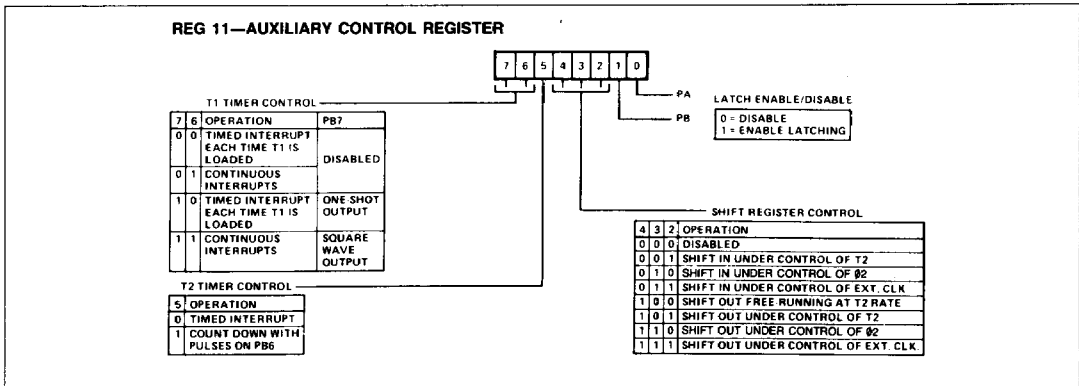 REG 11—AUXILIARY CONTROL REGISTER
7 6 5 4 3 2 1 0
PA
PB
LATCH ENABLE/DISABLE
0 = DISABLE
1 = ENABLE LATCHING
T1 TIMER CONTROL
7 6 OPERATION PB7
0 0 TIMED INTERRUPT
EACH TIME T1 IS
LOADED
DISABLED
0 1 CONTINUOUS
INTERRUPTS
1 0 TIMED INTERRUPT ONE-SHOT
EACH TIME T1 IS OUTPUT
LOADED
1 1 CONTINUOUS SQUARE
INTERRUPTS WAVE
OUTPUT
T2 TIMER CONTROL
5 OPERATION
0 TIMED INTERRUPT
1 COUNT DOWN WITH
PULSES ON PB6
SHIFT REGISTER CONTROL
4 3 2 OPERATION
0 0 0 DISABLED
0 0 1 SHIFT IN UNDER CONTROL OF T2
0 1 0 SHIFT IN UNDER CONTROL OF Ø2
0 1 1 SHIFT IN UNDER CONTROL OF EXT. CLK
1 0 0 SHIFT OUT FREE-RUNNING AT T2 RATE
1 0 1 SHIFT OUT UNDER CONTROL OF T2
1 1 0 SHIFT OUT UNDER CONTROL OF Ø2
1 1 1 SHIFT OUT UNDER CONTROL OF EXT. CLK.